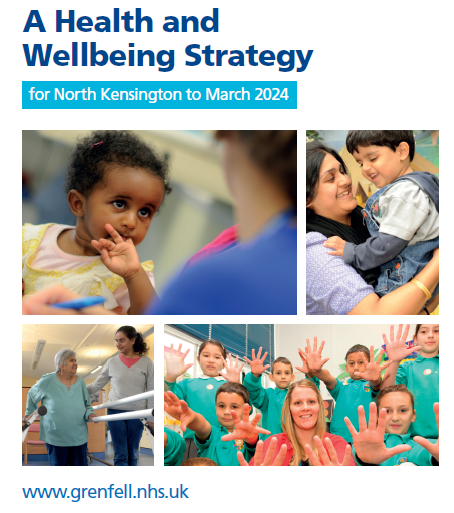 A Health and
Wellbeing Strategy
for North Kensington to March 2024
www.grenfell.nhs.uk